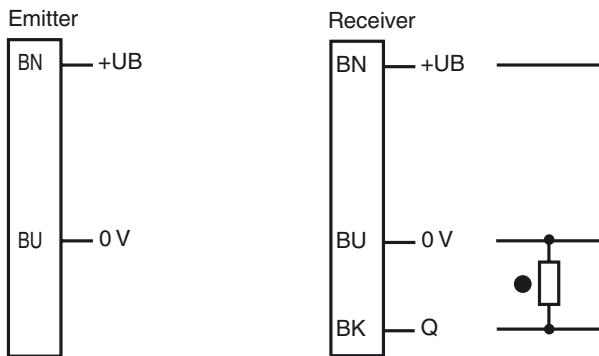 Emitter
BN +UB
BU 0 V
Receiver
BN +UB
BU 0 V
BK Q